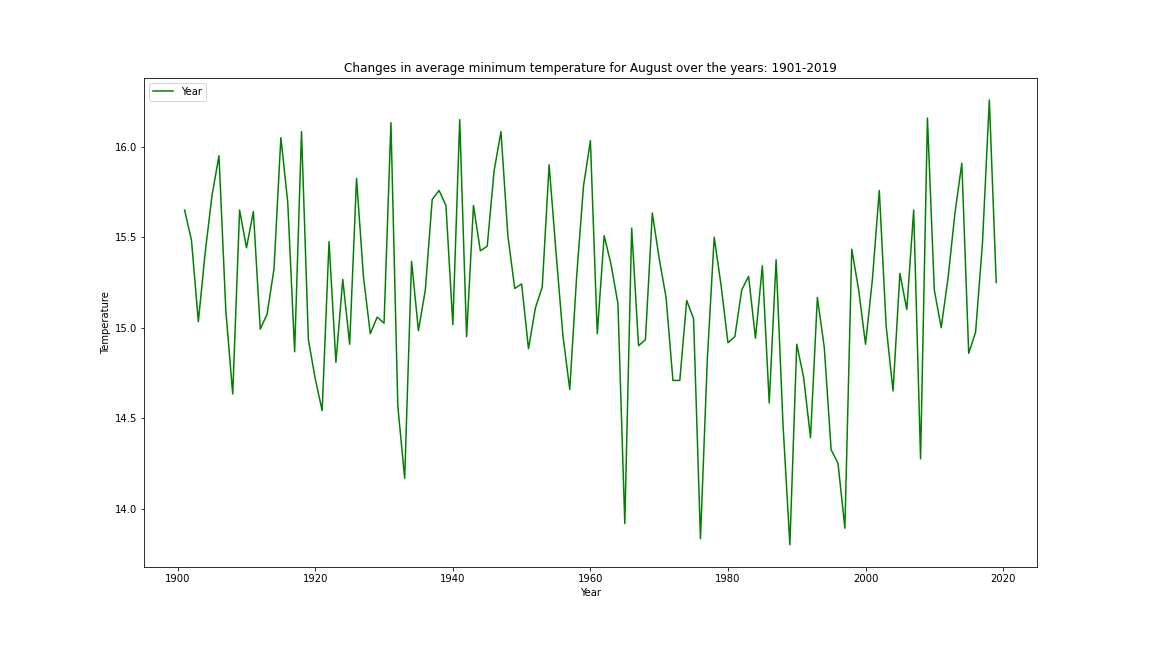 Changes in average minimum temperature for August over the years: 1901-2019
Year
16.0
15.5
15.0
14.5
14.0
Temperature
1900 1920 1940 1960 1980 2000 2020
Year